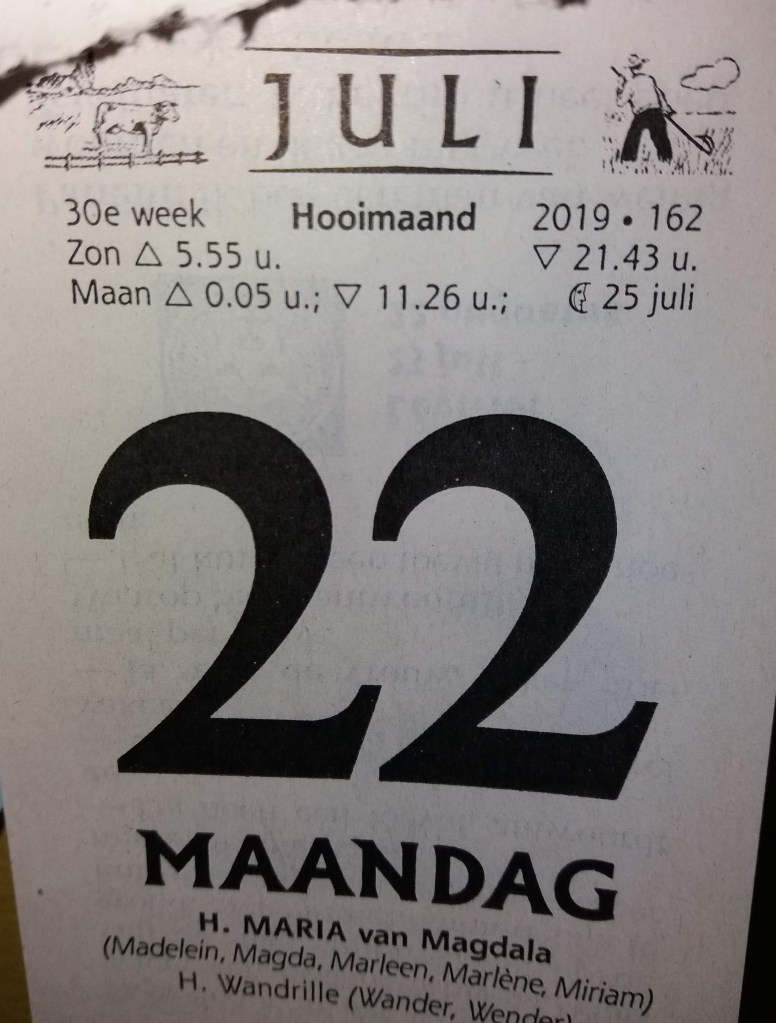 JULI
30e week Hooimaand 2019 • 162
Zon △ 5.55 u. ▽ 21.43 u.
Maan △ 0.05 u.; ▽ 11.26 u.; ☾ 25 juli
22
MAANDAG
H. MARIA van Magdala
(Madelein, Magda, Marleen, Marlène, Miriam)
H. Wandrille (Wander, Wender)